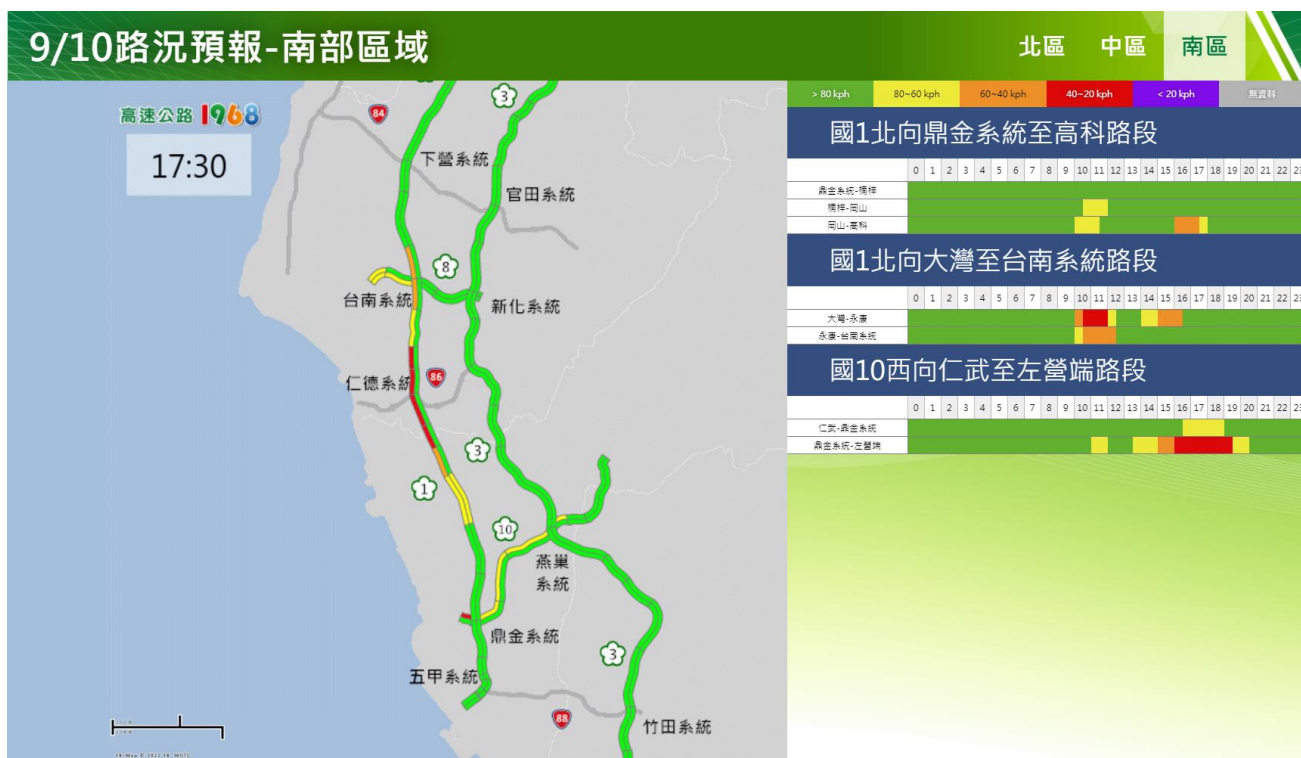 9/10路況預報-南部區域
北區 中區 南區
高速公路 1968
17:30
3
84
下營系統
官田系統
8
台南系統
新化系統
仁德系統
86
3
1
10
燕巢
系統
鼎金系統
3
五甲系統
88
竹田系統
> 80 kph 80~60 kph 60~40 kph 40~20 kph < 20 kph 無資料
國1北向鼎金系統至高科路段
0 1 2 3 4 5 6 7 8 9 10 11 12 13 14 15 16 17 18 19 20 21 22 23
鼎金系統-楠梓
楠梓-岡山
岡山-高科
國1北向大灣至台南系統路段
0 1 2 3 4 5 6 7 8 9 10 11 12 13 14 15 16 17 18 19 20 21 22 23
大灣-永康
永康-台南系統
國10西向仁武至左營端路段
0 1 2 3 4 5 6 7 8 9 10 11 12 13 14 15 16 17 18 19 20 21 22 23
仁武-鼎金系統
鼎金系統-左營端